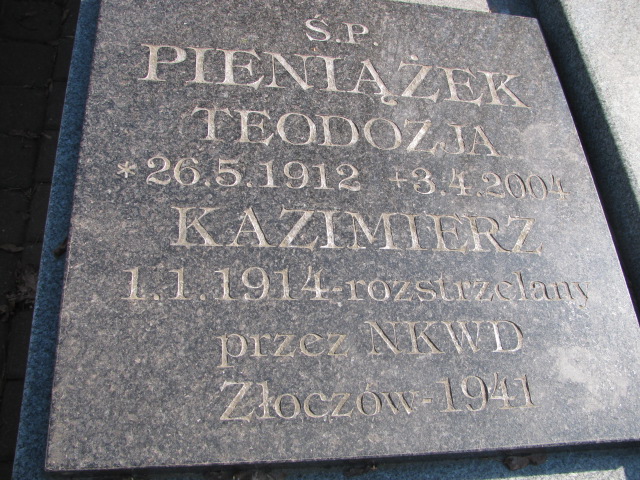 Ś.P.
PIENIĄŻEK
TEODOZJA
*26.5.1912 +3.4.2004
KAZIMIERZ
1.1.1914-rozstrzelany
przez NKWD
Złoczów-1941